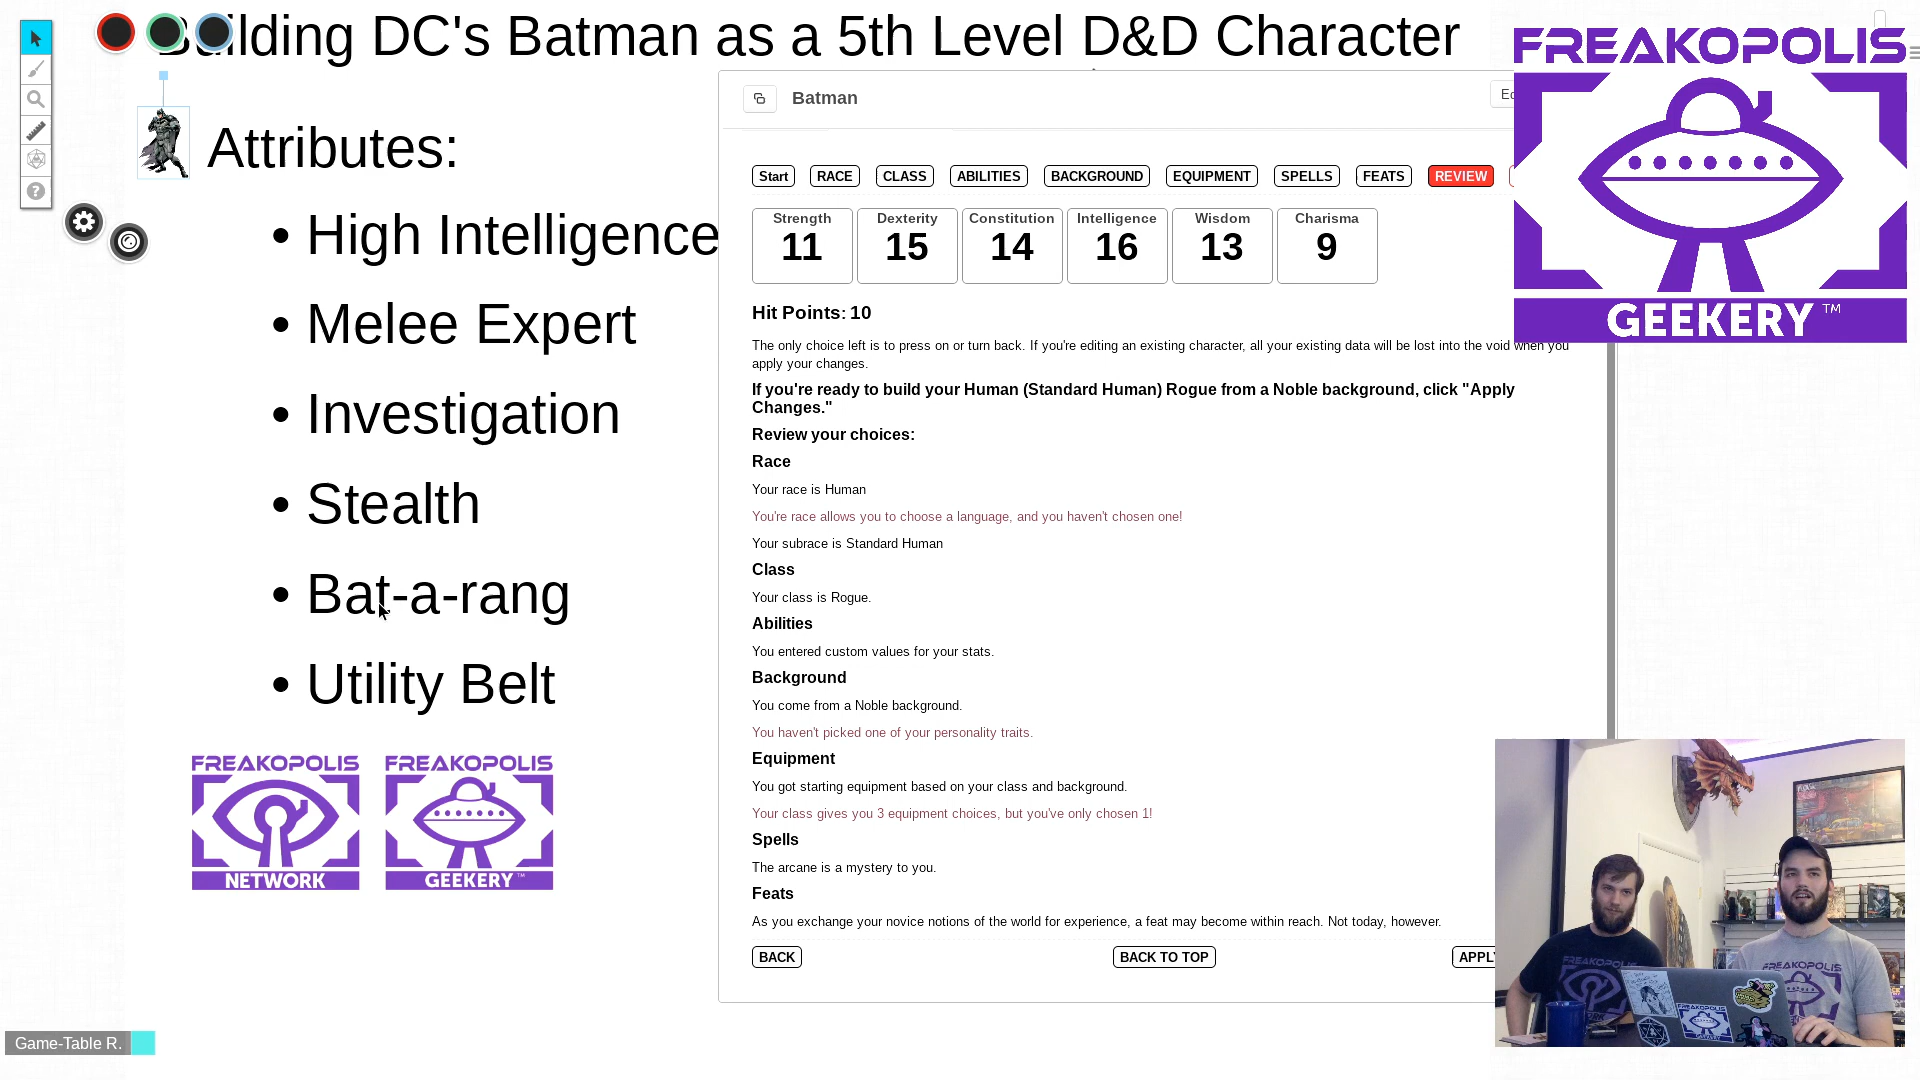 Building DC's Batman as a 5th Level D&D Character
Attributes:
• High Intelligence
• Melee Expert
• Investigation
• Stealth
• Bat-a-rang
• Utility Belt
FREAKOPOLIS
NETWORK
FREAKOPOLIS
GEEKERY™
Game-Table R.
Batman
Start
RACE
CLASS
ABILITIES
BACKGROUND
EQUIPMENT
SPELLS
FEATS
REVIEW
Strength
11
Dexterity
15
Constitution
14
Intelligence
16
Wisdom
13
Charisma
9
Hit Points: 10
The only choice left is to press on or turn back. If you're editing an existing character, all your existing data will be lost into the void when you
apply your changes.
If you're ready to build your Human (Standard Human) Rogue from a Noble background, click "Apply
Changes."
Review your choices:
Race
Your race is Human
You're race allows you to choose a language, and you haven't chosen one!
Your subrace is Standard Human
Class
Your class is Rogue.
Abilities
You entered custom values for your stats.
Background
You come from a Noble background.
You haven't picked one of your personality traits.
Equipment
You got starting equipment based on your class and background.
Your class gives you 3 equipment choices, but you've only chosen 1!
Spells
The arcane is a mystery to you.
Feats
As you exchange your novice notions of the world for experience, a feat may become within reach. Not today, however.
BACK
BACK TO TOP
APPLY
FREAKOPOLIS
GEEKERY™
FREAKOPOLIS
FREAKOPOLIS